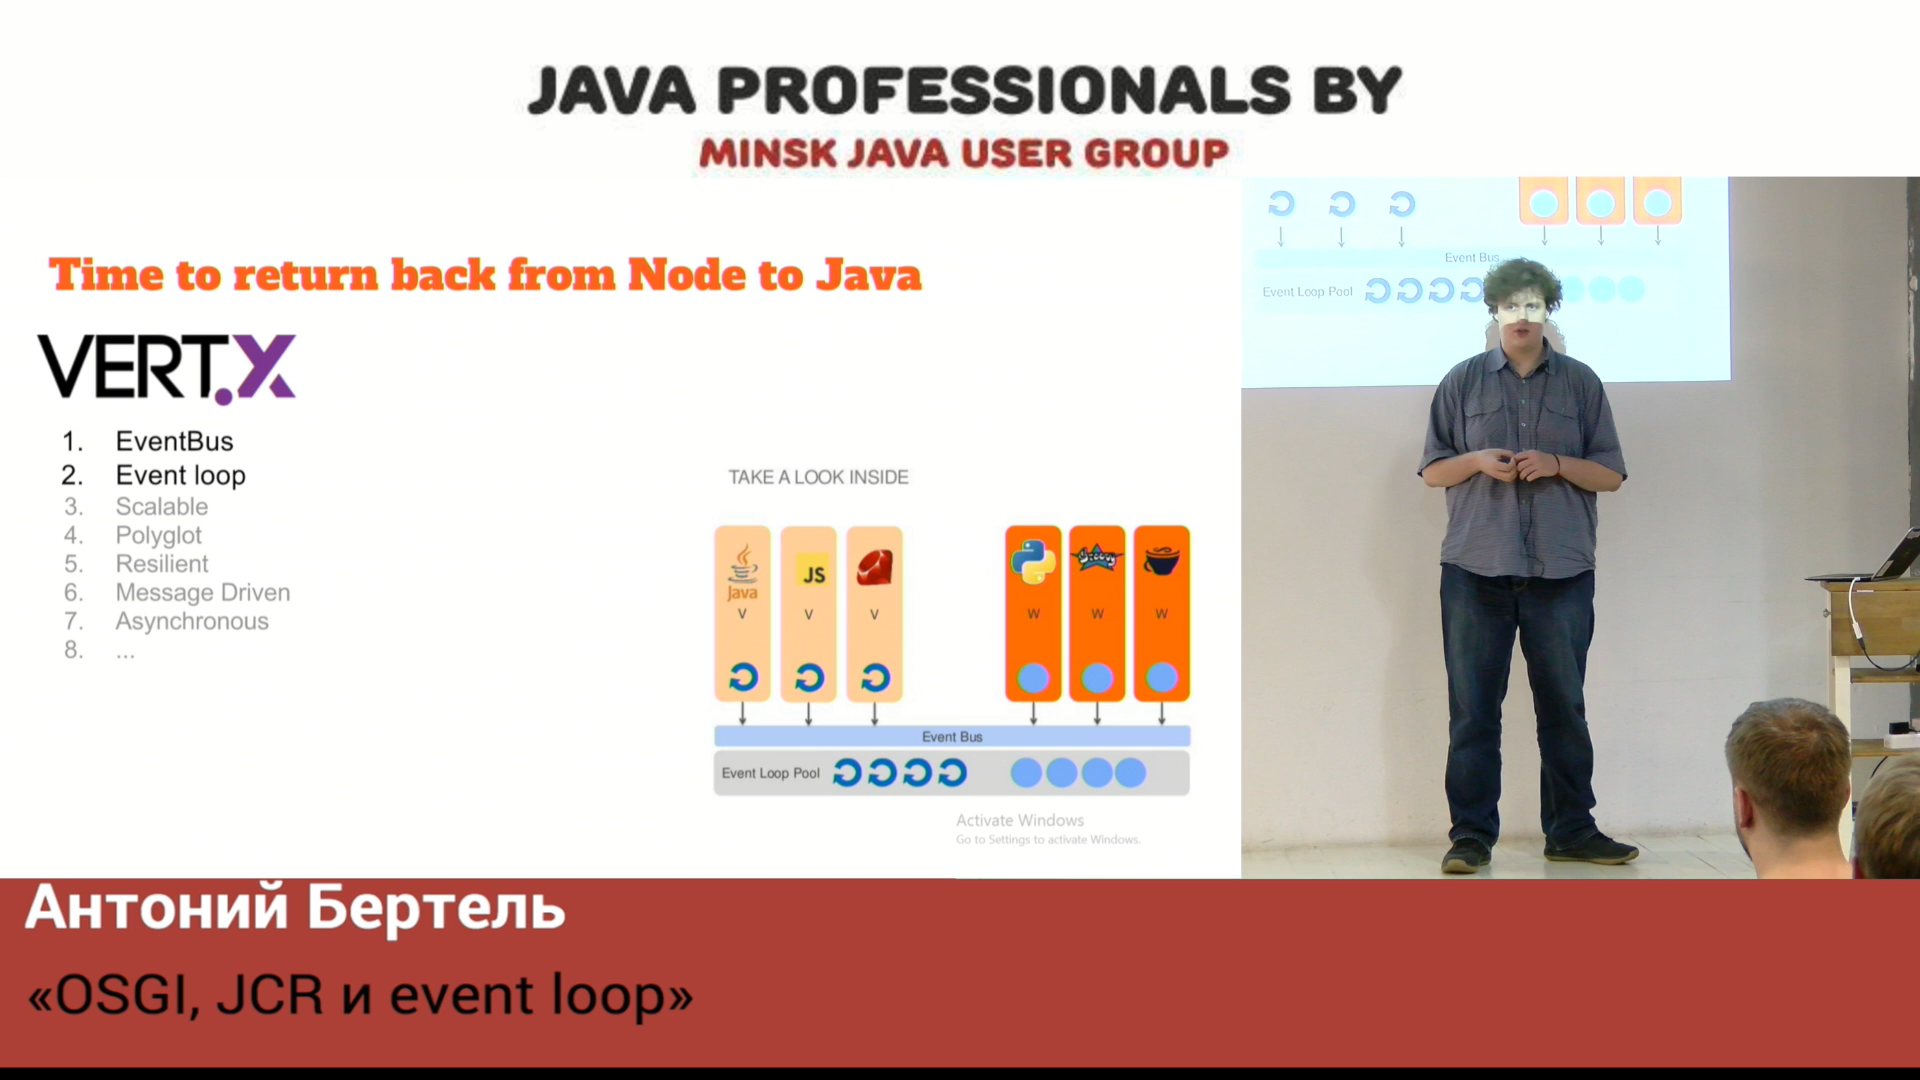 JAVA PROFESSIONALS BY
MINSK JAVA USER GROUP
Time to return back from Node to Java
VERT.X
1. EventBus
2. Event loop
3. Scalable
4. Polyglot
5. Resilient
6. Message Driven
7. Asynchronous
8. ...
TAKE A LOOK INSIDE
Java
JS
Groovy
V V V W W W
Event Bus
Event Loop Pool
Activate Windows
Go to Settings to activate Windows.
Event Bus
Event Loop Pool
Антоний Бертель
«OSGI, JCR и event loop»